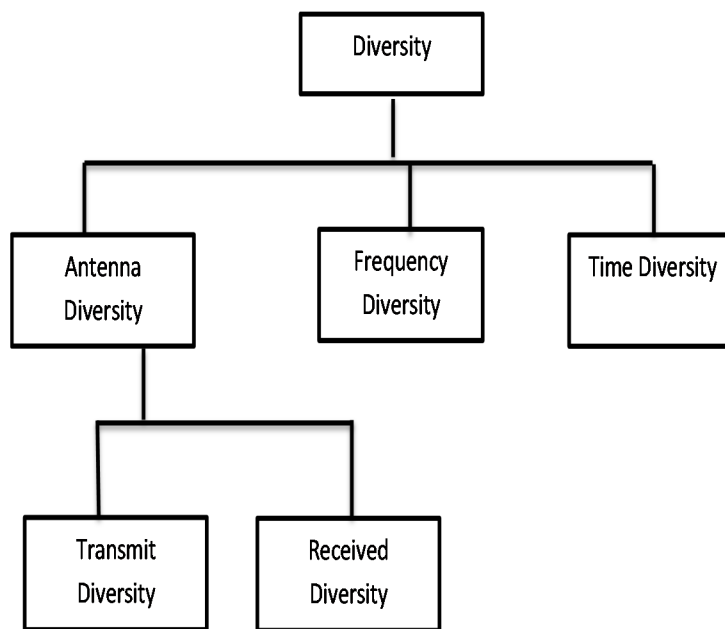 Diversity
Antenna
Diversity
Frequency
Diversity
Time Diversity
Transmit
Diversity
Received
Diversity